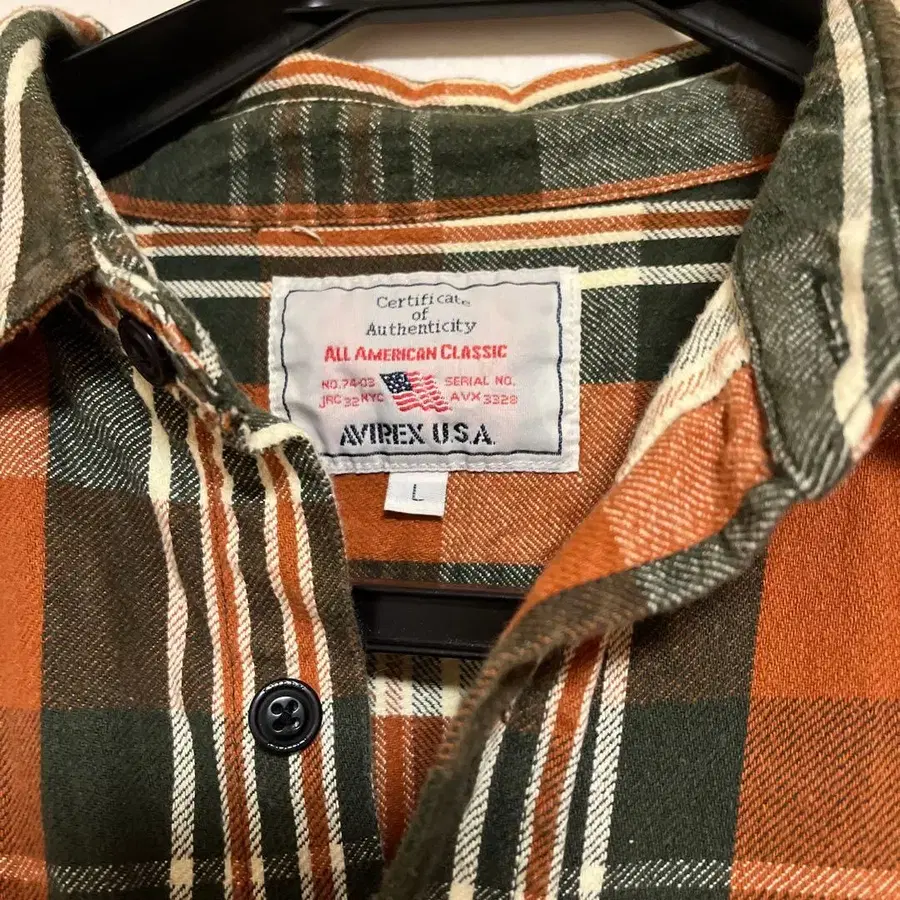 Certificate
of
Authenticity
ALL AMERICAN CLASSIC
NO.74-03 SERIAL NO.
JRC 32 NYC AVX 3328
AVIREX U.S.A.
L